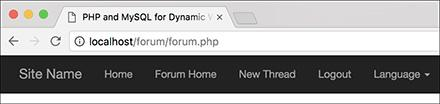 PHP and MySQL for Dynamic W
localhost/forum/forum.php
Site Name Home Forum Home New Thread Logout Language